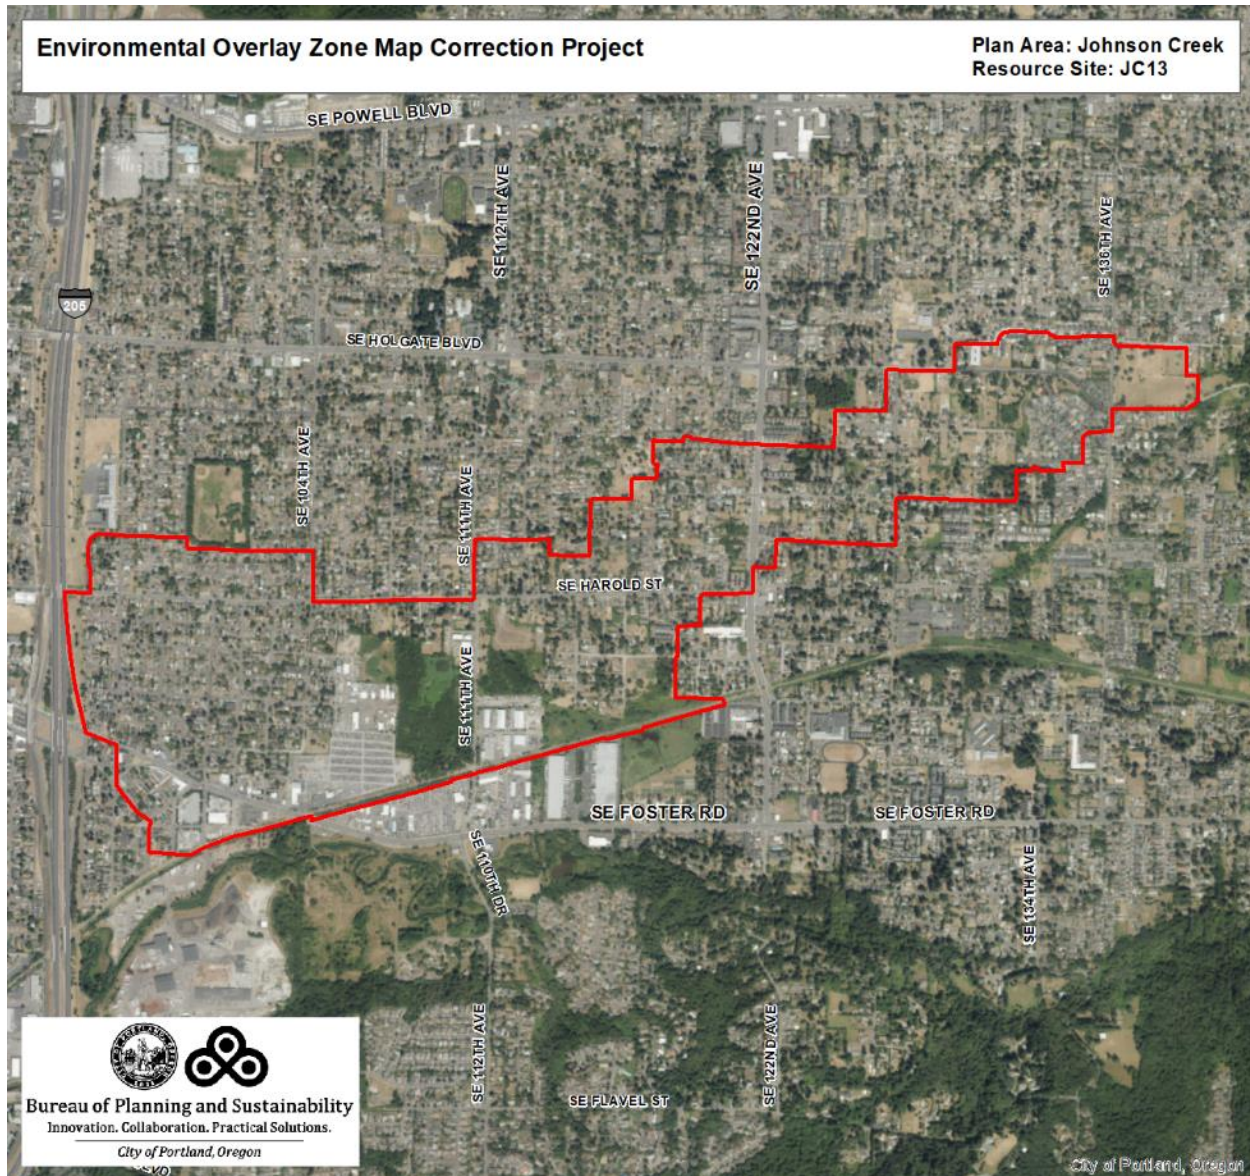 Environmental Overlay Zone Map Correction Project
Plan Area: Johnson Creek
Resource Site: JC13
SE POWELL BLVD
SE 112TH AVE
SE 122ND AVE
SE 136TH AVE
205
SE HOLGATE BLVD
SE 104TH AVE
SE 111TH AVE
SE HAROLD ST
SE 111TH AVE
SE FOSTER RD
SE FOSTER RD
SE 110TH DR
SE 134TH AVE
SE 112TH AVE
SE 122ND AVE
SE FLAVEL ST
Bureau of Planning and Sustainability
Innovation. Collaboration. Practical Solutions.
City of Portland, Oregon
BLVD
City of Portland, Oregon